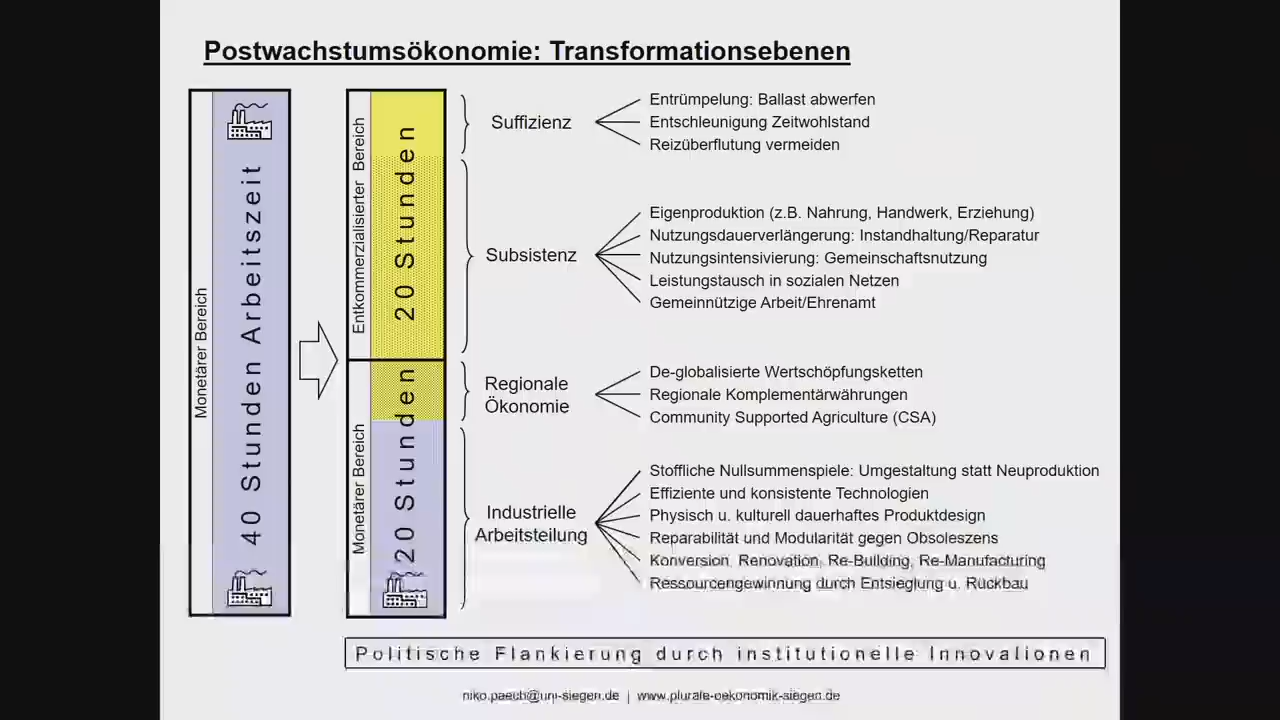 Postwachstumsökonomie: Transformationsebenen
Monetärer Bereich
40 Stunden Arbeitszeit
Entkommerzialisierter Bereich
20 Stunden
Monetärer Bereich
20 Stunden
Suffizienz
Entrümpelung: Ballast abwerfen
Entschleunigung Zeitwohlstand
Reizüberflutung vermeiden
Subsistenz
Eigenproduktion (z.B. Nahrung, Handwerk, Erziehung)
Nutzungsdauerverlängerung: Instandhaltung/Reparatur
Nutzungsintensivierung: Gemeinschaftsnutzung
Leistungstausch in sozialen Netzen
Gemeinnützige Arbeit/Ehrenamt
Regionale
Ökonomie
De-globalisierte Wertschöpfungsketten
Regionale Komplementärwährungen
Community Supported Agriculture (CSA)
Industrielle
Arbeitsteilung
Stoffliche Nullsummenspiele: Umgestaltung statt Neuproduktion
Effiziente und konsistente Technologien
Physisch u. kulturell dauerhaftes Produktdesign
Reparabilität und Modularität gegen Obsoleszens
Konversion, Renovation, Re-Building, Re-Manufacturing
Ressourcengewinnung durch Entsieglung u. Rückbau
Politische Flankierung durch institutionelle Innovationen
niko.paech@uni-siegen.de | www.plurale-oekonomik-siegen.de